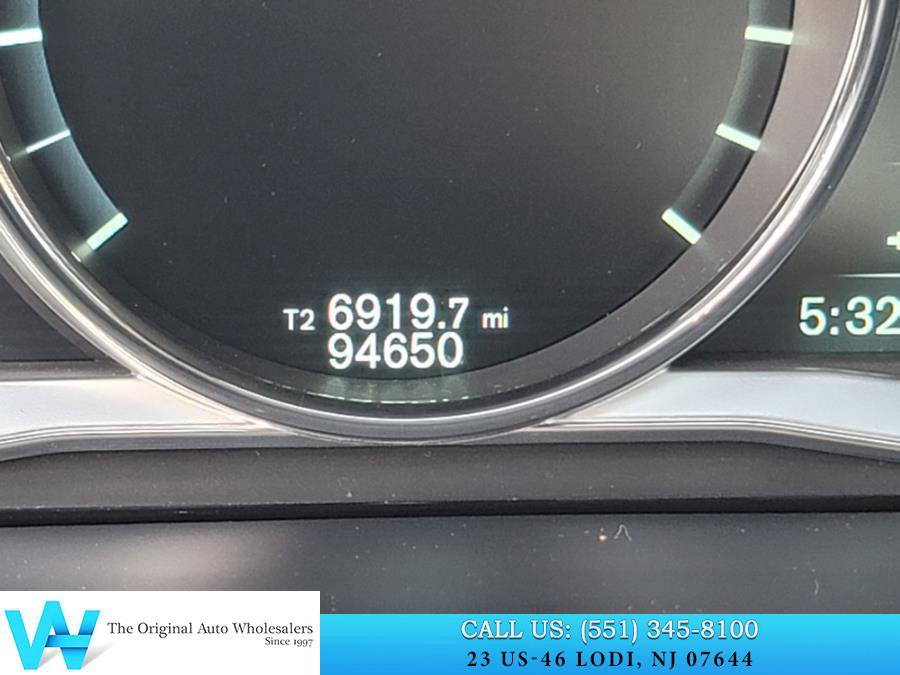 T2 6919.7 mi
94650
5:32
The Original Auto Wholesalers
Since 1997
CALL US: (551) 345-8100
23 US-46 LODI, NJ 07644